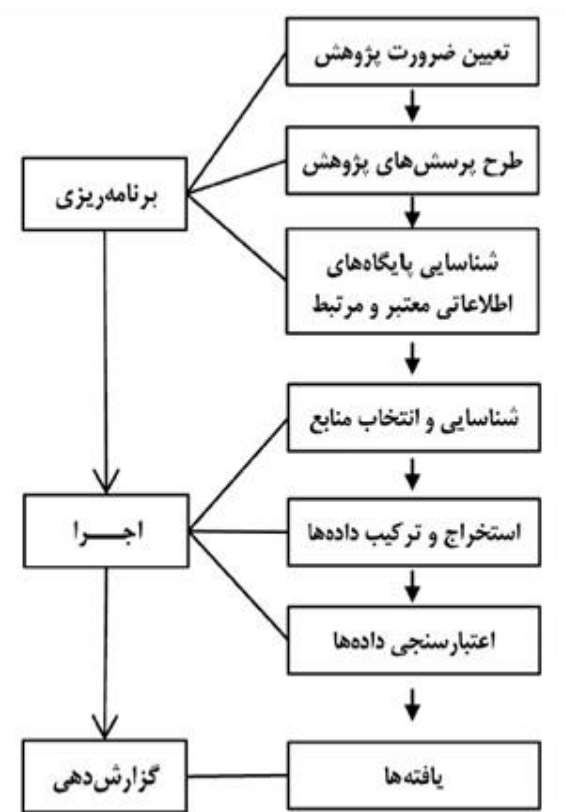 تعیین ضرورت پژوهش
طرح پرسش‌های پژوهش
برنامه‌ریزی
شناسایی پایگاه‌های
اطلاعاتی معتبر و مرتبط
شناسایی و انتخاب منابع
اجـــرا
استخراج و ترکیب داده‌ها
اعتبارسنجی داده‌ها
گزارش‌دهی
یافته‌ها